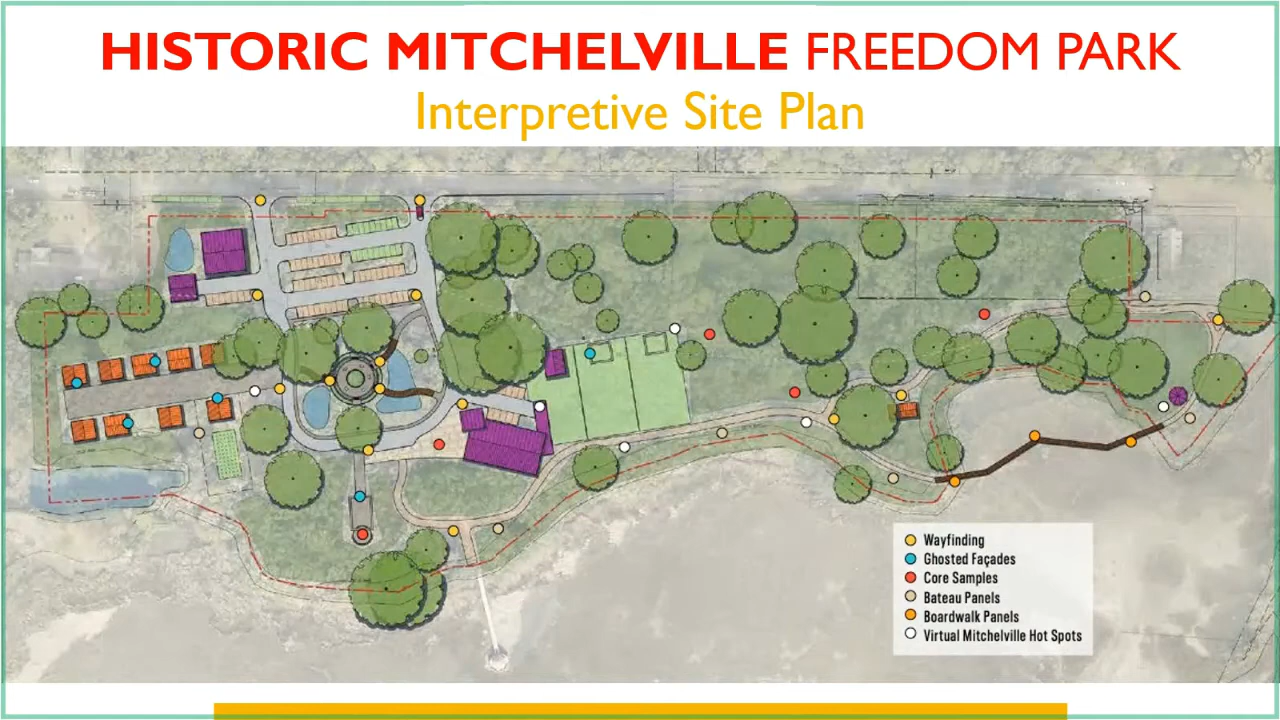 HISTORIC MITCHELVILLE FREEDOM PARK
Interpretive Site Plan
Wayfinding
Ghosted Façades
Core Samples
Bateau Panels
Boardwalk Panels
Virtual Mitchelville Hot Spots